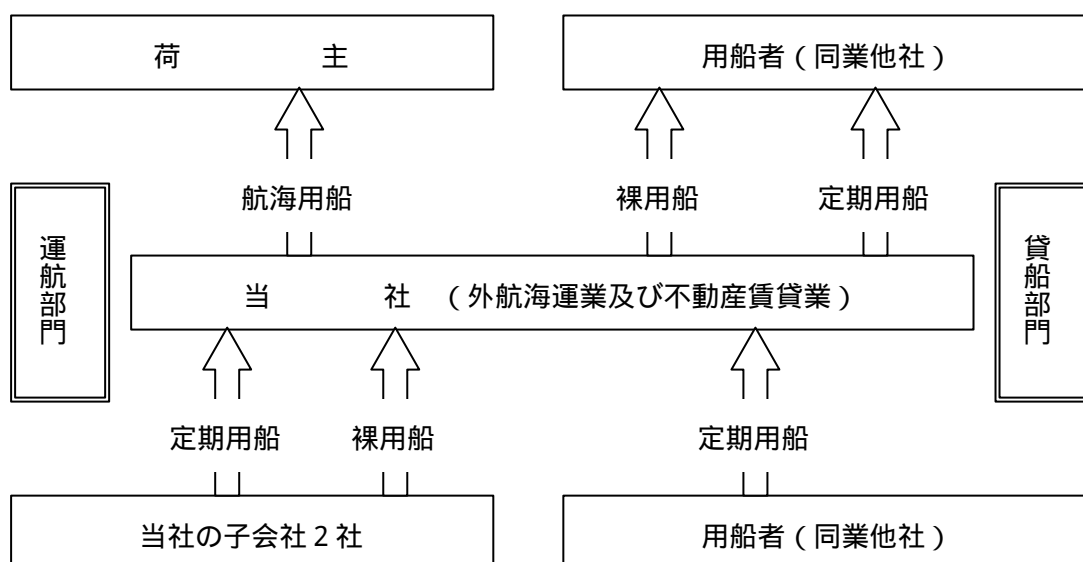 荷 主
用船者(同業他社)
航海用船
裸用船
定期用船
運航部門
当 社 (外航海運業及び不動産賃貸業)
貸船部門
定期用船
裸用船
定期用船
当社の子会社2社
用船者(同業他社)